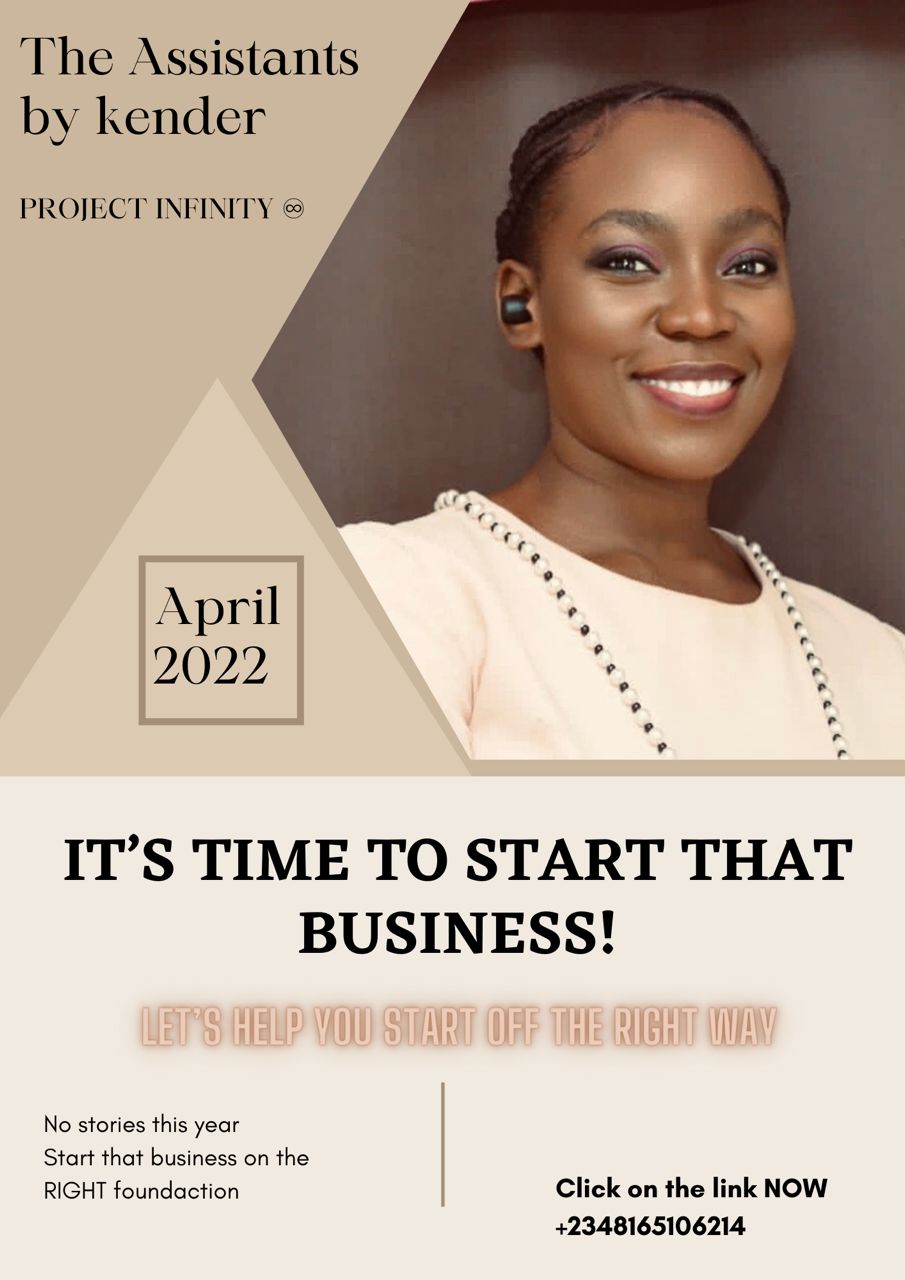 The Assistants
by kender
PROJECT INFINITY ♾
April
2022
IT’S TIME TO START THAT
BUSINESS!
LET’S HELP YOU START OFF THE RIGHT WAY
No stories this year
Start that business on the
RIGHT foundaction
Click on the link NOW
+2348165106214